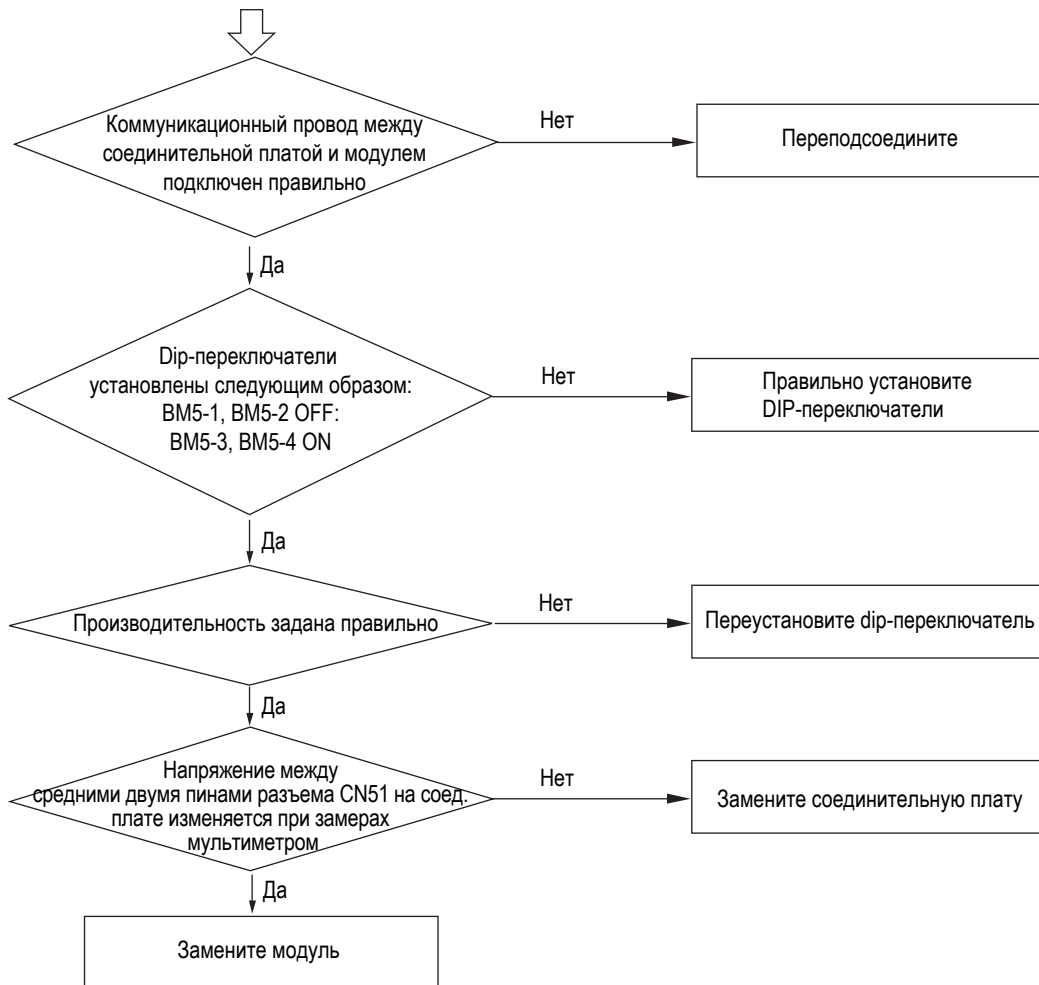 Коммуникационный провод между
соединительной платой и модулем
подключен правильно
Нет
Переподсоедините
Да
Dip-переключатели
установлены следующим образом:
BM5-1, BM5-2 OFF:
BM5-3, BM5-4 ON
Нет
Правильно установите
DIP-переключатели
Да
Производительность задана правильно
Нет
Переустановите dip-переключатель
Да
Напряжение между
средними двумя пинами разъема CN51 на соед.
плате изменяется при замерах
мультиметром
Нет
Замените соединительную плату
Да
Замените модуль